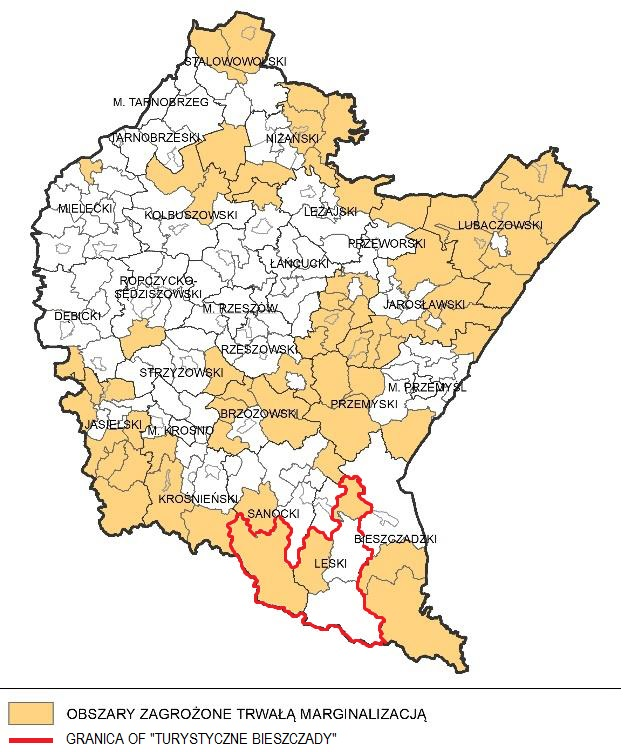 STALOWOWOLSKI
M. TARNOBRZEG
TARNOBRZESKI
NIŻAŃSKI
MIELECKI
KOLBUSZOWSKI
LEŻAJSKI
LUBACZOWSKI
PRZEWORSKI
ŁAŃCUCKI
ROPCZYCKO-
SĘDZISZOWSKI
M. RZESZÓW
JAROSŁAWSKI
DĘBICKI
RZESZOWSKI
STRZYŻOWSKI
M. PRZEMYŚL
PRZEMYSKI
BRZOZOWSKI
JASIELSKI
M. KROSNO
KROŚNIEŃSKI
SANOCKI
BIESZCZADZKI
LESKI
OBSZARY ZAGROŻONE TRWAŁĄ MARGINALIZACJĄ
GRANICA OF "TURYSTYCZNE BIESZCZADY"